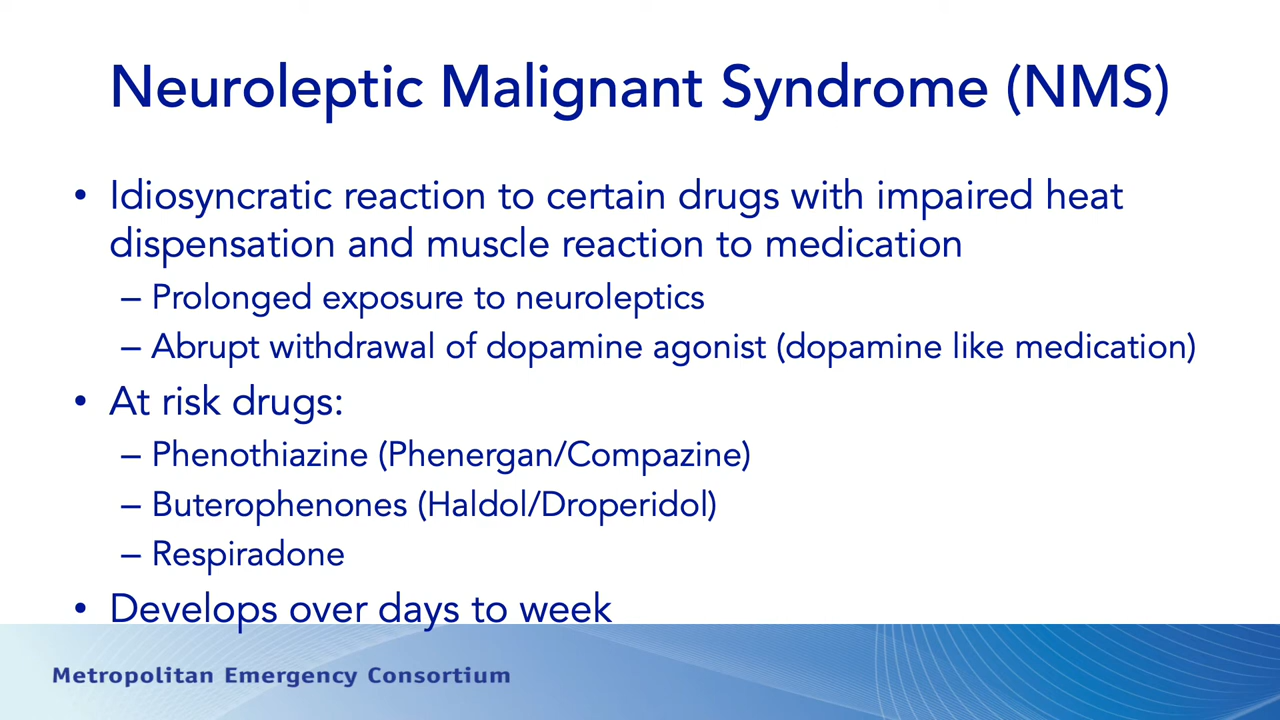 Neuroleptic Malignant Syndrome (NMS)
• Idiosyncratic reaction to certain drugs with impaired heat
dispensation and muscle reaction to medication
– Prolonged exposure to neuroleptics
– Abrupt withdrawal of dopamine agonist (dopamine like medication)
• At risk drugs:
– Phenothiazine (Phenergan/Compazine)
– Buterophenones (Haldol/Droperidol)
– Respiradone
• Develops over days to week
Metropolitan Emergency Consortium